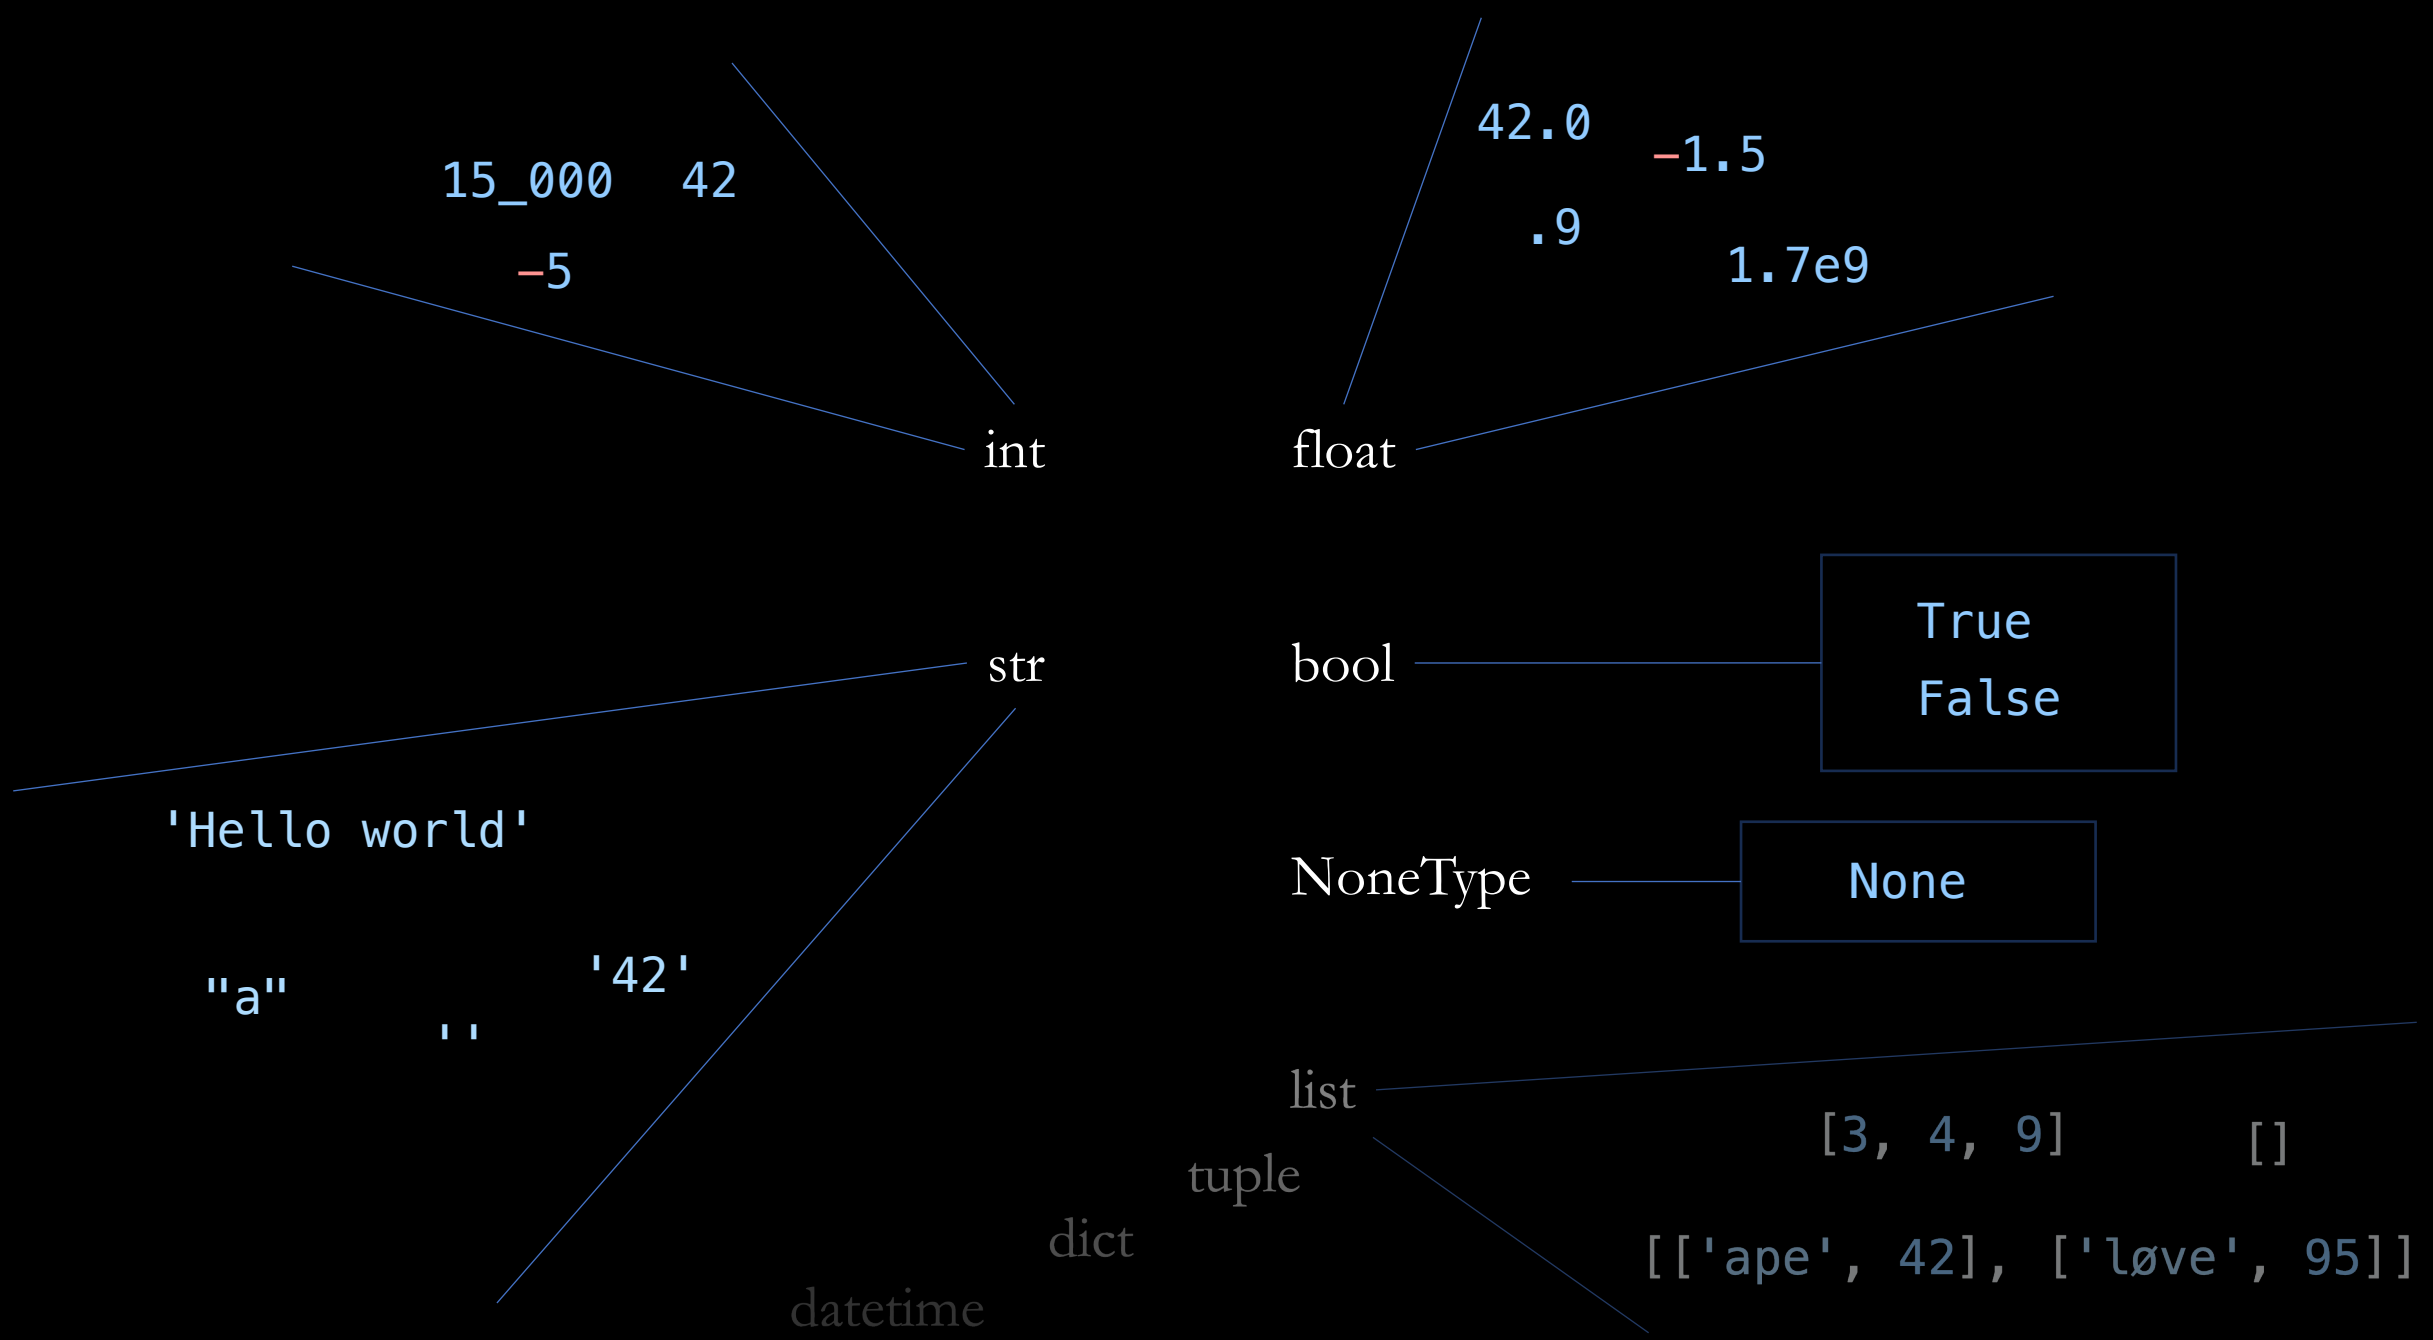 15_000 42
-5
int
42.0
-1.5
.9
1.7e9
float
str
'Hello world'
"a"
'42'
''
bool
True
False
NoneType
None
list
[3, 4, 9]
[]
[['ape', 42], ['løve', 95]]
tuple
dict
datetime